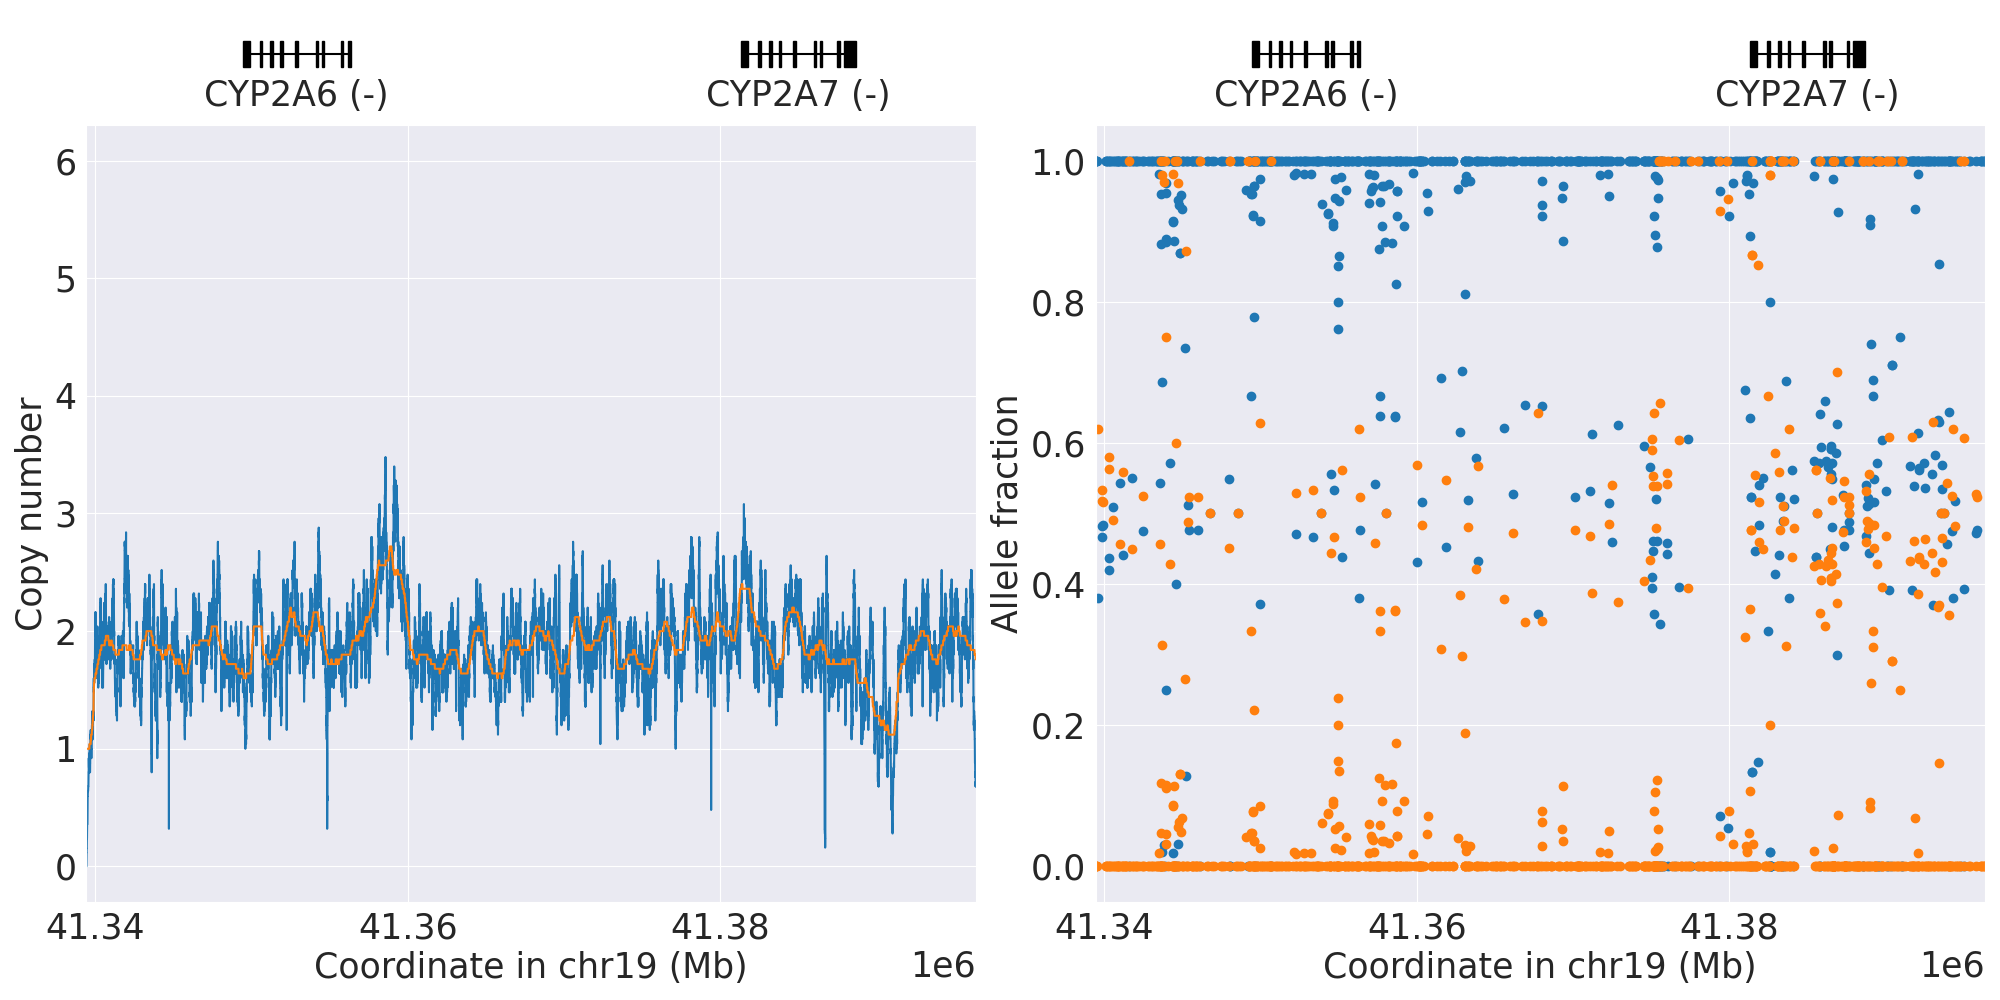 CYP2A6 (-) CYP2A7 (-)
6
5
4
3
2
1
0
Copy number
41.34 41.36 41.38
Coordinate in chr19 (Mb) 1e6
CYP2A6 (-) CYP2A7 (-)
1.0
0.8
0.6
0.4
0.2
0.0
Allele fraction
41.34 41.36 41.38
Coordinate in chr19 (Mb) 1e6